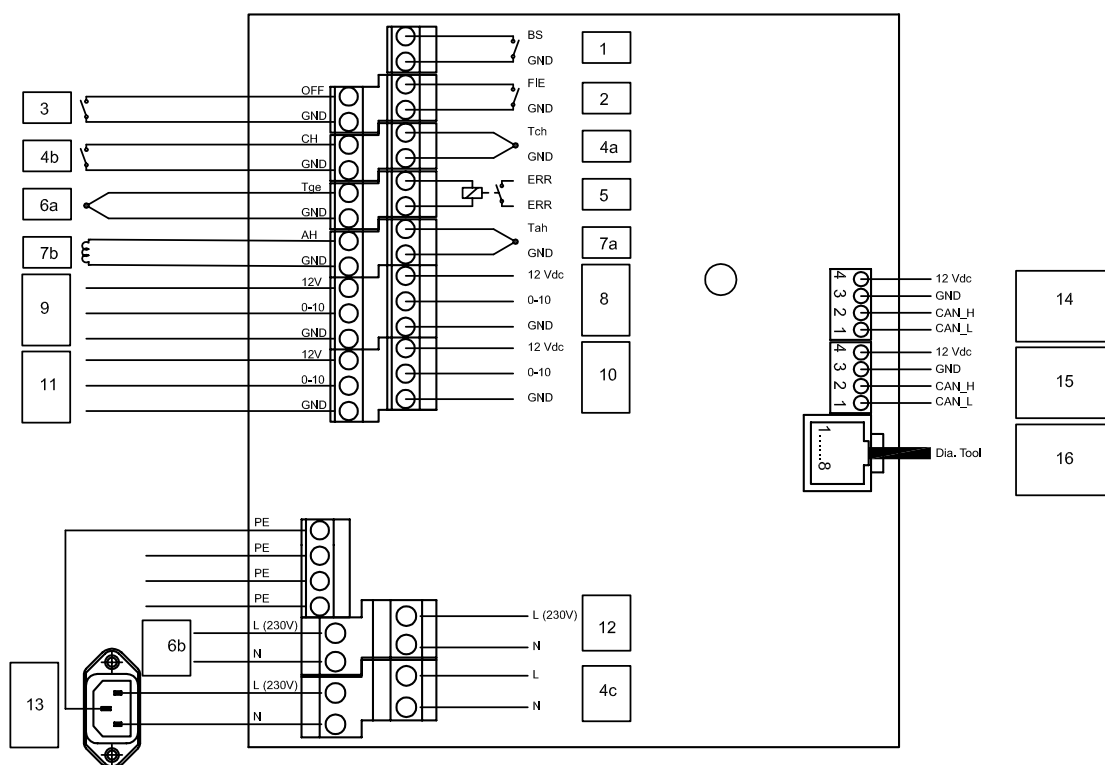 BS
GND
1
FIE
GND
2
OFF
GND
3
CH
GND
4b
Tch
GND
4a
Tge
GND
6a
ERR
ERR
5
AH
GND
7b
Tah
GND
7a
12V
0-10
GND
9
12 Vdc
0-10
GND
8
12V
0-10
GND
11
12 Vdc
0-10
GND
10
4
3
2
1
12 Vdc
GND
CAN_H
CAN_L
14
4
3
2
1
12 Vdc
GND
CAN_H
CAN_L
15
1......8
Dia. Tool
16
PE
PE
PE
PE
L (230V)
N
6b
L (230V)
N
12
L (230V)
N
13
L
N
4c